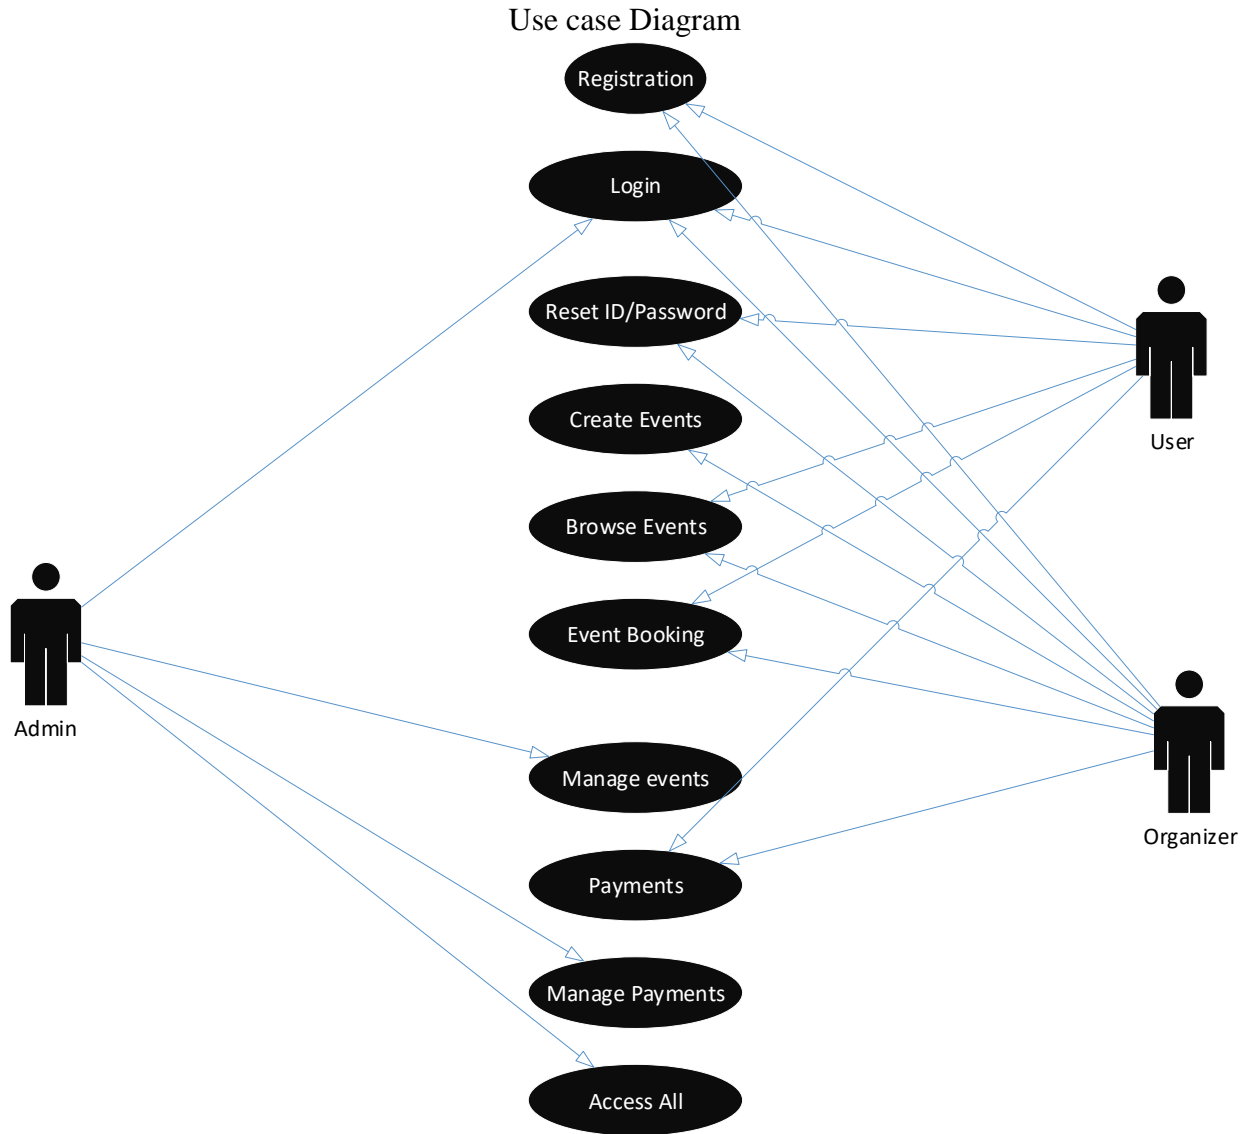 Use case Diagram
Registration
Login
Reset ID/Password
User
Create Events
Browse Events
Event Booking
Admin
Manage events
Organizer
Payments
Manage Payments
Access All